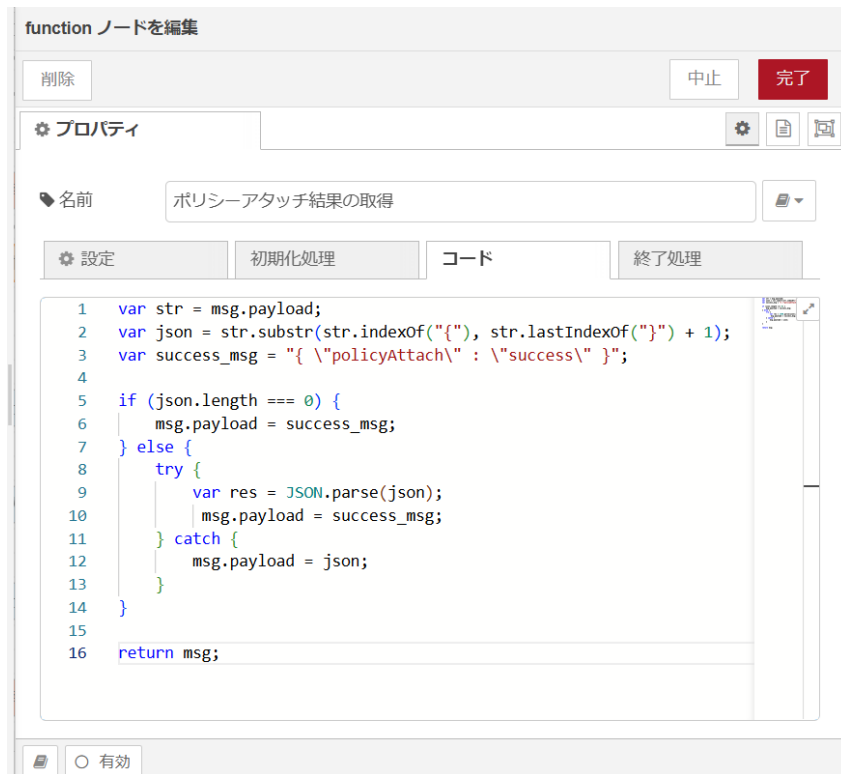 function ノードを編集
削除
中止
完了
プロパティ
名前
ポリシーアタッチ結果の取得
設定
初期化処理
コード
終了処理
1 var str = msg.payload;
2 var json = str.substr(str.indexOf("{"), str.lastIndexOf("}") + 1);
3 var success_msg = "{ \"policyAttach\" : \"success\" }";
4
5 if (json.length === 0) {
6 msg.payload = success_msg;
7 } else {
8 try {
9 var res = JSON.parse(json);
10 msg.payload = success_msg;
11 } catch {
12 msg.payload = json;
13 }
14 }
15
16 return msg;
有効